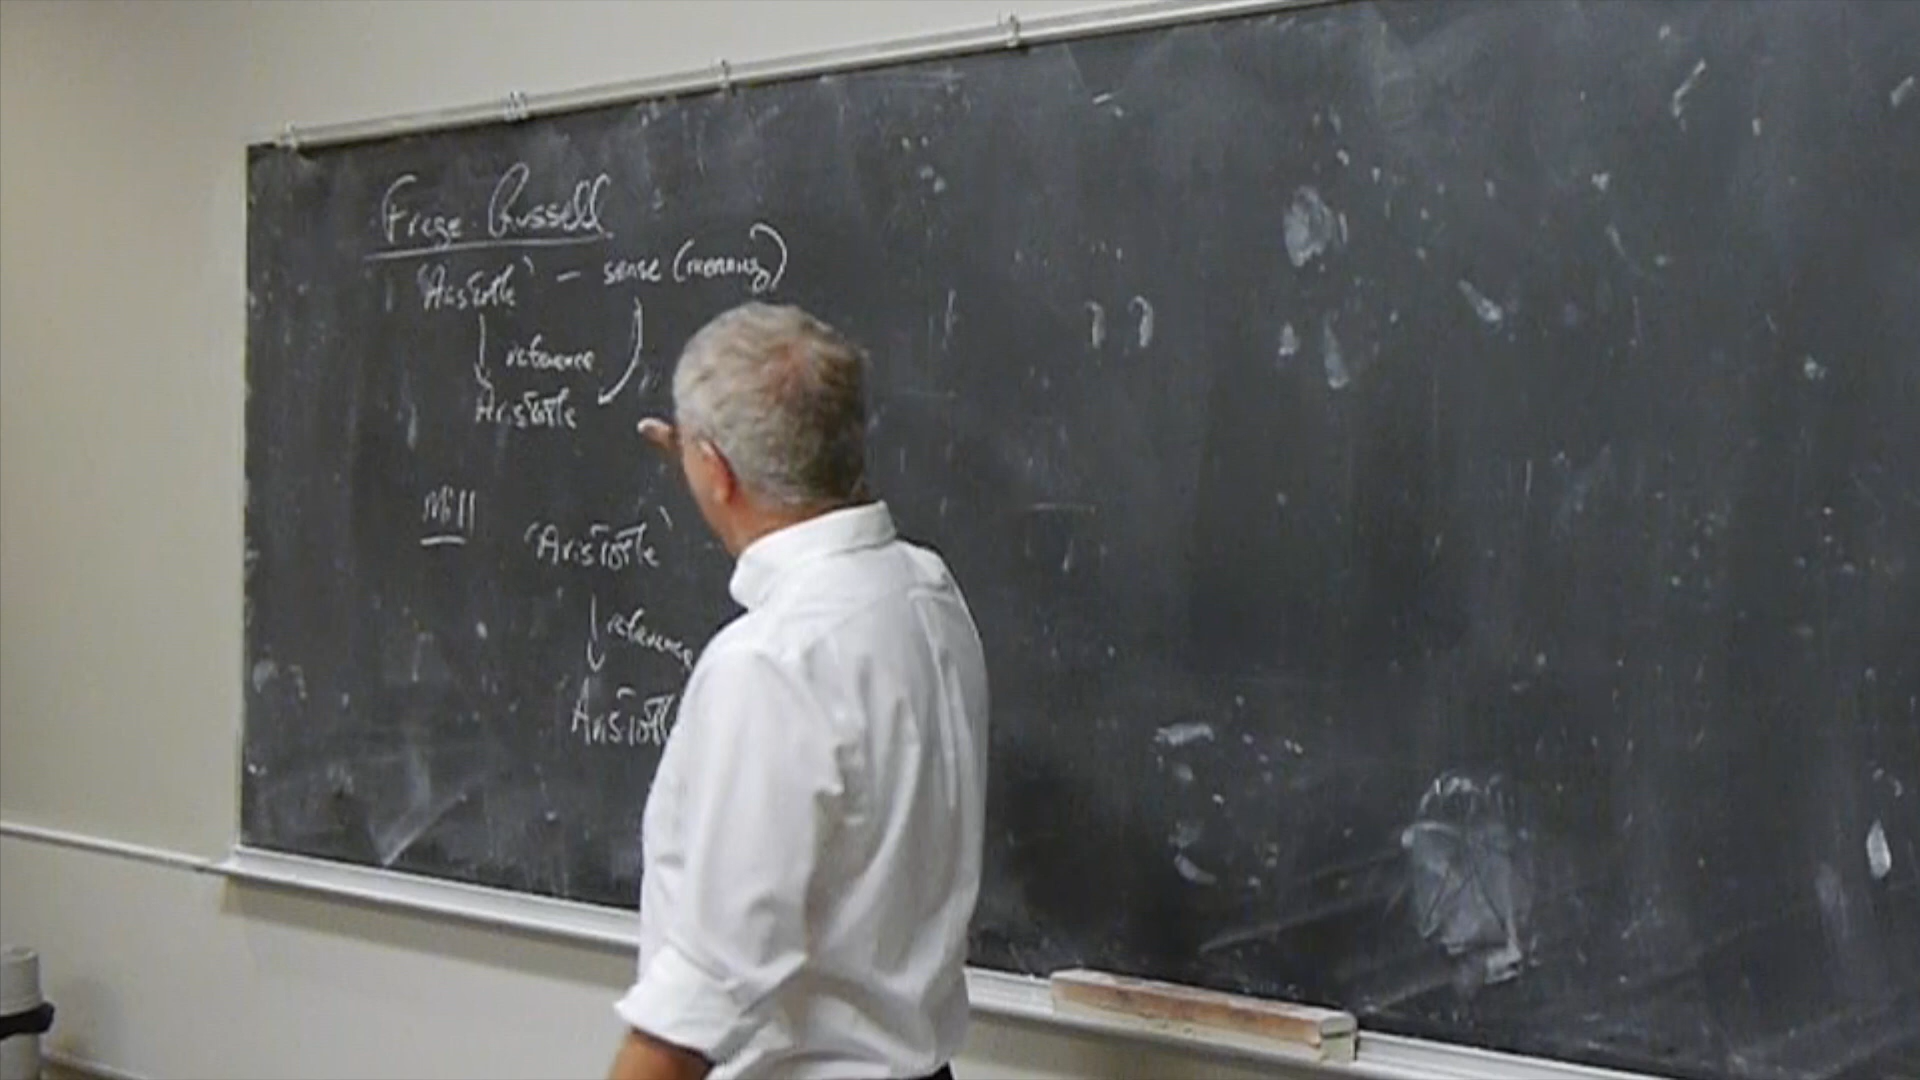 Frege-Russell
'Aristotle' — sense (meaning)
reference
Aristotle
Mill
'Aristotle'
reference
Aristotle